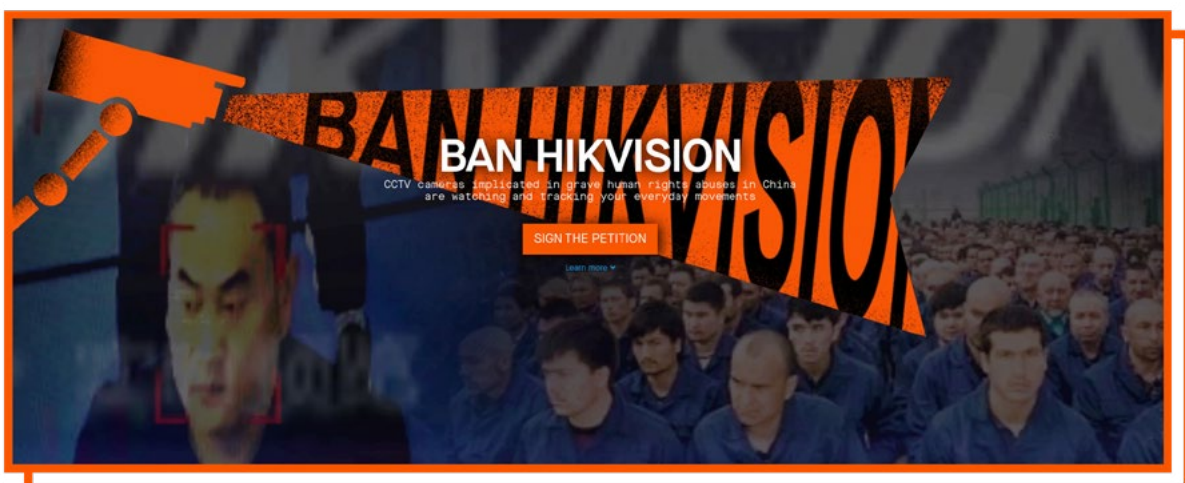 HIKVISION
BAN HIKVISION
BAN HIKVISION
CCTV cameras implicated in grave human rights abuses in China
are watching and tracking your everyday movements
SIGN THE PETITION
Learn more